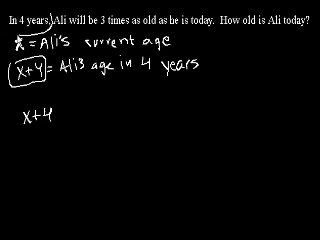 In 4 years, Ali will be 3 times as old as he is today. How old is Ali today?
x = Ali's current age
x+4 = Ali's age in 4 years
x+4